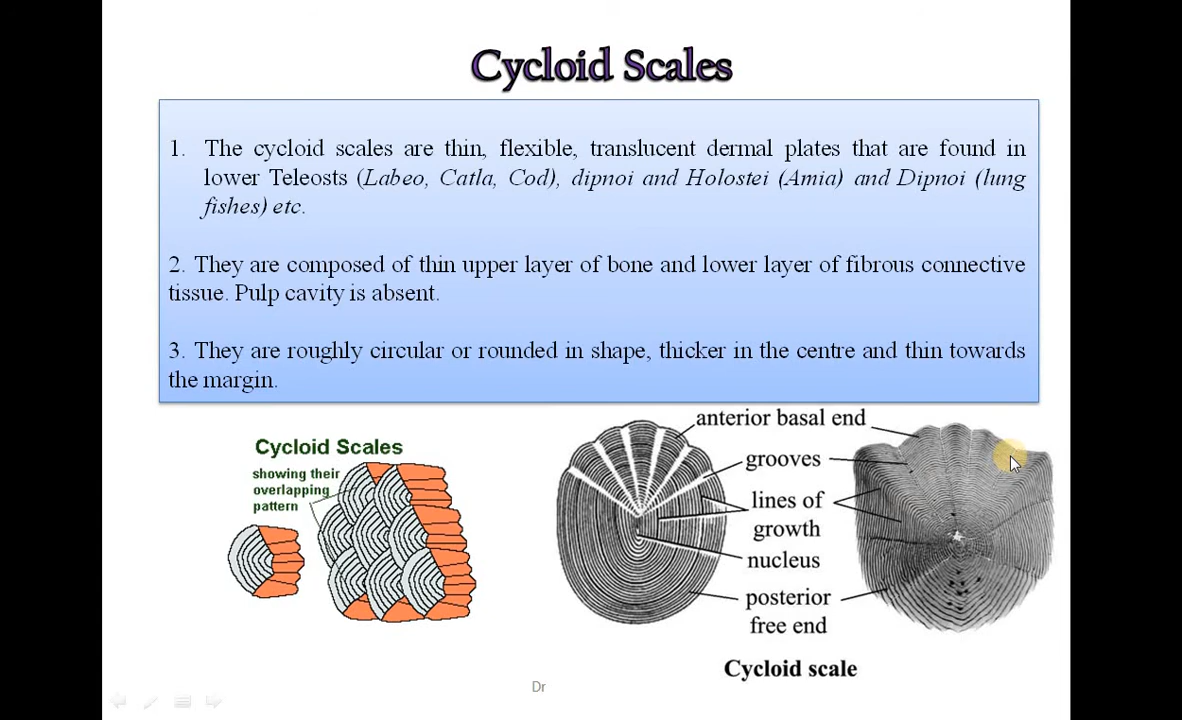 Cycloid Scales
1. The cycloid scales are thin, flexible, translucent dermal plates that are found in
lower Teleosts (Labeo, Catla, Cod), dipnoi and Holostei (Amia) and Dipnoi (lung
fishes) etc.
2. They are composed of thin upper layer of bone and lower layer of fibrous connective
tissue. Pulp cavity is absent.
3. They are roughly circular or rounded in shape, thicker in the centre and thin towards
the margin.
Cycloid Scales
showing their
overlapping
pattern
anterior basal end
grooves
lines of
growth
nucleus
posterior
free end
Cycloid scale
Dr